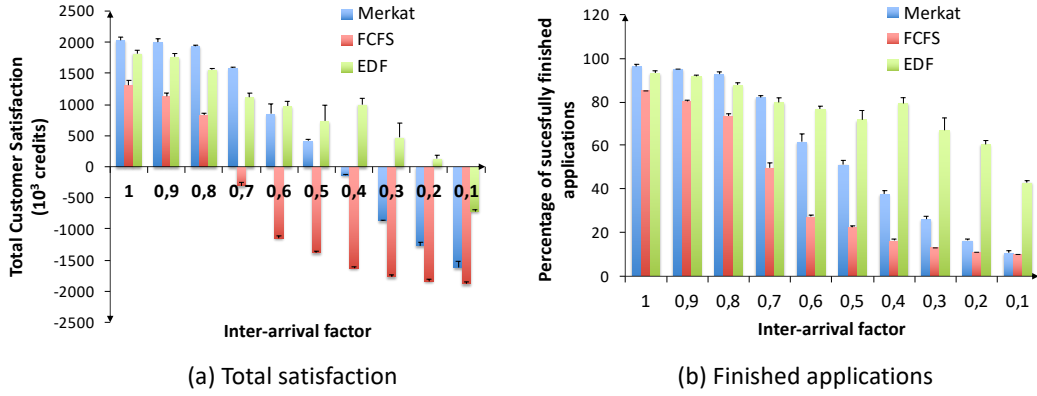 2500
2000
1500
1000
500
0
-500
-1000
-1500
-2000
-2500
Total Customer Satisfaction
(10³ credits)
Merkat
FCFS
EDF
1 0,9 0,8 0,7 0,6 0,5 0,4 0,3 0,2 0,1
Inter-arrival factor
(a) Total satisfaction
120
100
80
60
40
20
0
Percentage of succesfully finished
applications
Merkat
FCFS
EDF
1 0,9 0,8 0,7 0,6 0,5 0,4 0,3 0,2 0,1
Inter-arrival factor
(b) Finished applications